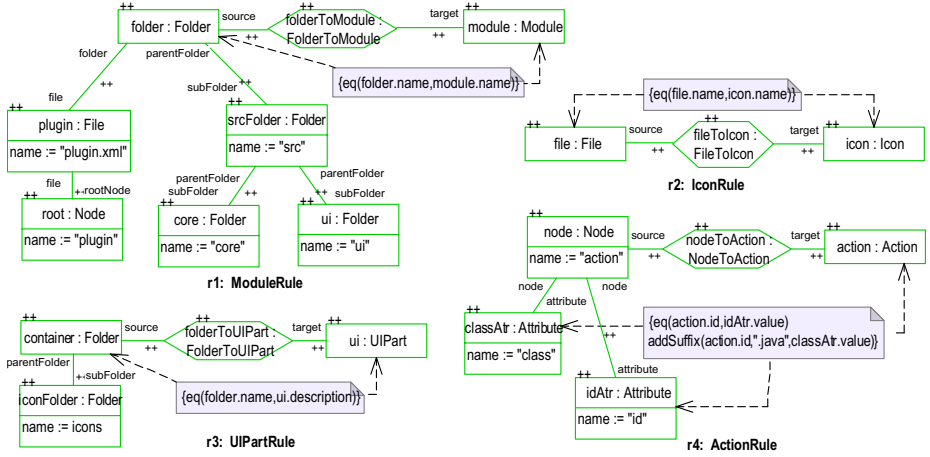 ++
folder : Folder
source
++
++
folderToModule :
FolderToModule
target
++
++
module : Module
folder
++
parentFolder
++
{eq(folder.name,module.name)}
file
++
plugin : File
name := "plugin.xml"
subFolder
++
srcFolder : Folder
name := "src"
file
++rootNode
++
root : Node
name := "plugin"
parentFolder
subFolder
++
++
core : Folder
name := "core"
parentFolder
subFolder
++
++
ui : Folder
name := "ui"
r1: ModuleRule
{eq(file.name,icon.name)}
++
file : File
source
++
++
fileToIcon :
FileToIcon
target
++
++
icon : Icon
r2: IconRule
++
container : Folder
source
++
++
folderToUIPart :
FolderToUIPart
target
++
++
ui : UIPart
parentFolder
++subFolder
++
iconFolder : Folder
name := icons
{eq(folder.name,ui.description)}
r3: UIPartRule
++
node : Node
name := "action"
source
++
++
nodeToAction :
NodeToAction
target
++
++
action : Action
node
attribute
++
++
classAtr : Attribute
name := "class"
node
++
attribute
++
idAtr : Attribute
name := "id"
{eq(action.id,idAtr.value)
addSuffix(action.id,".java",classAtr.value)}
r4: ActionRule